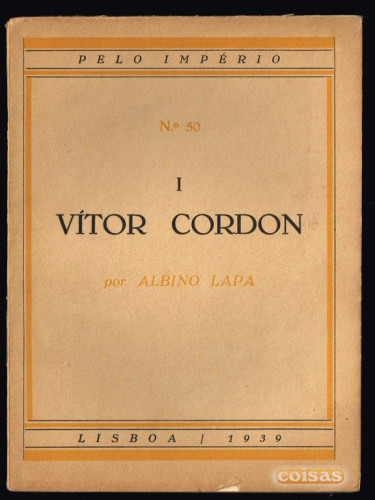 PELO IMPÉRIO
N.º 50
I
VÍTOR CORDON
por ALBINO LAPA
LISBOA / 1939
coisas